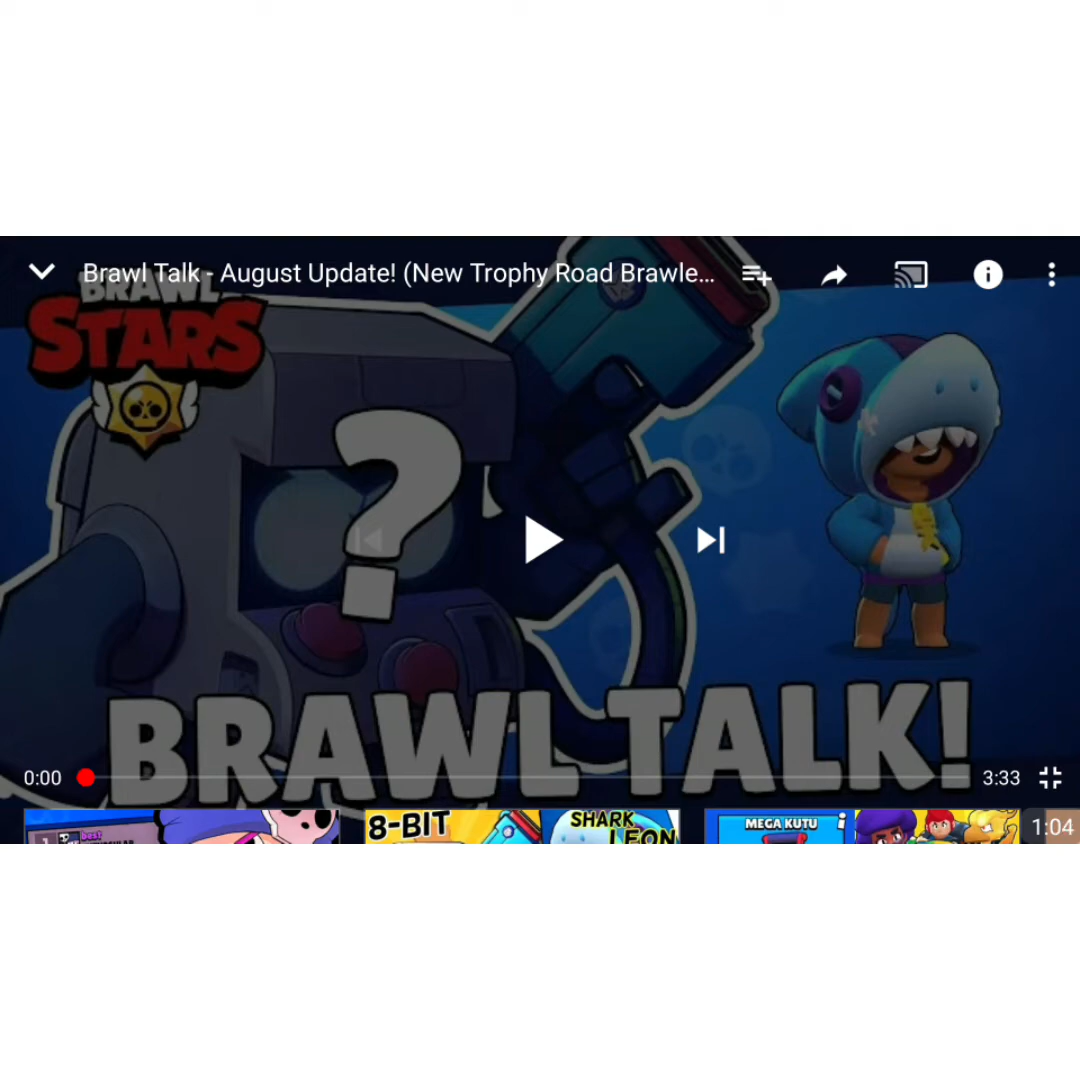 Brawl Talk - August Update! (New Trophy Road Brawle...
BRAWL
STARS
?
BRAWL TALK!
0:00
3:33
best
8-BIT
SHARK
LEON
MEGA KUTU
i
1:04